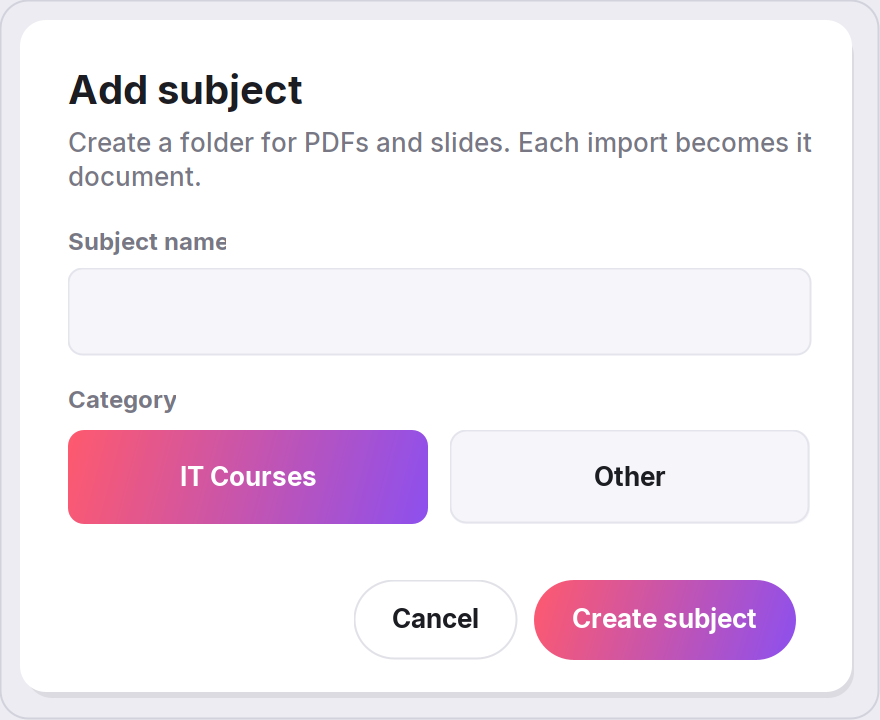 Add subject
Create a folder for PDFs and slides. Each import becomes it
document.
Subject name
Category
IT Courses
Other
Cancel
Create subject